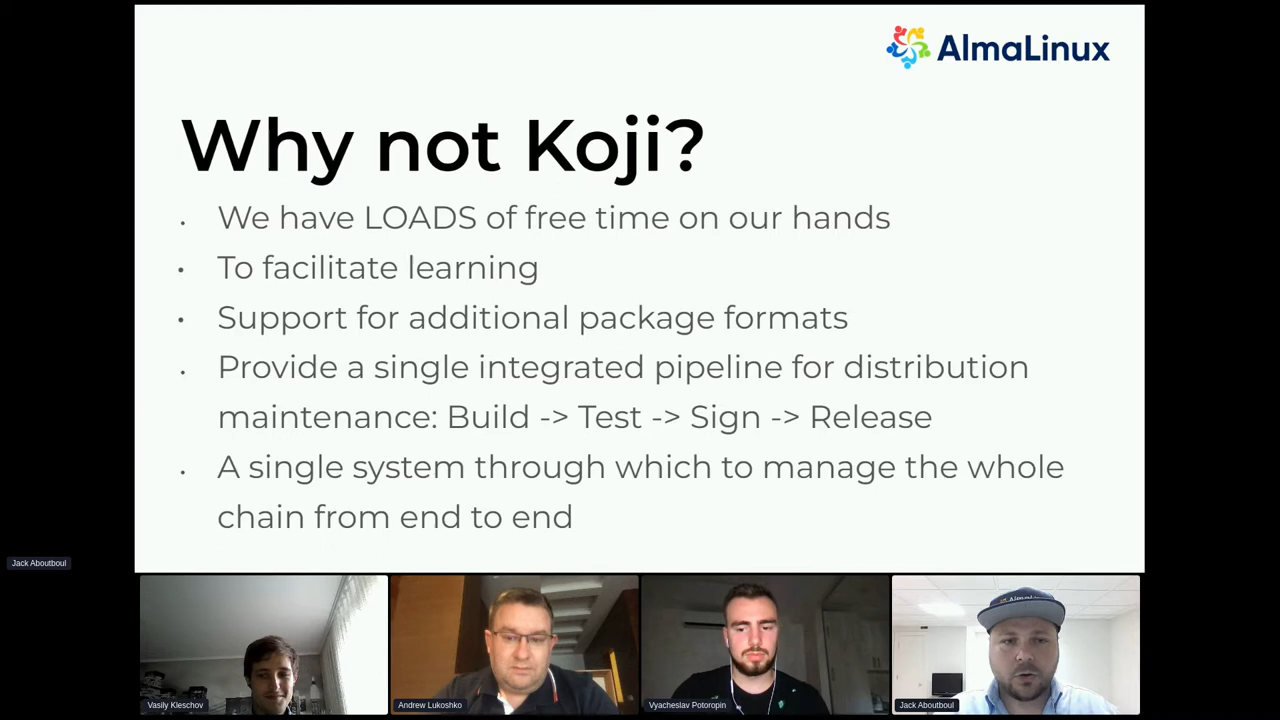 AlmaLinux
Why not Koji?
• We have LOADS of free time on our hands
• To facilitate learning
• Support for additional package formats
• Provide a single integrated pipeline for distribution
maintenance: Build -> Test -> Sign -> Release
• A single system through which to manage the whole
chain from end to end
Jack Aboutboul
Vasily Kleschov
Andrew Lukoshko
Vyacheslav Potoropin
Jack Aboutboul